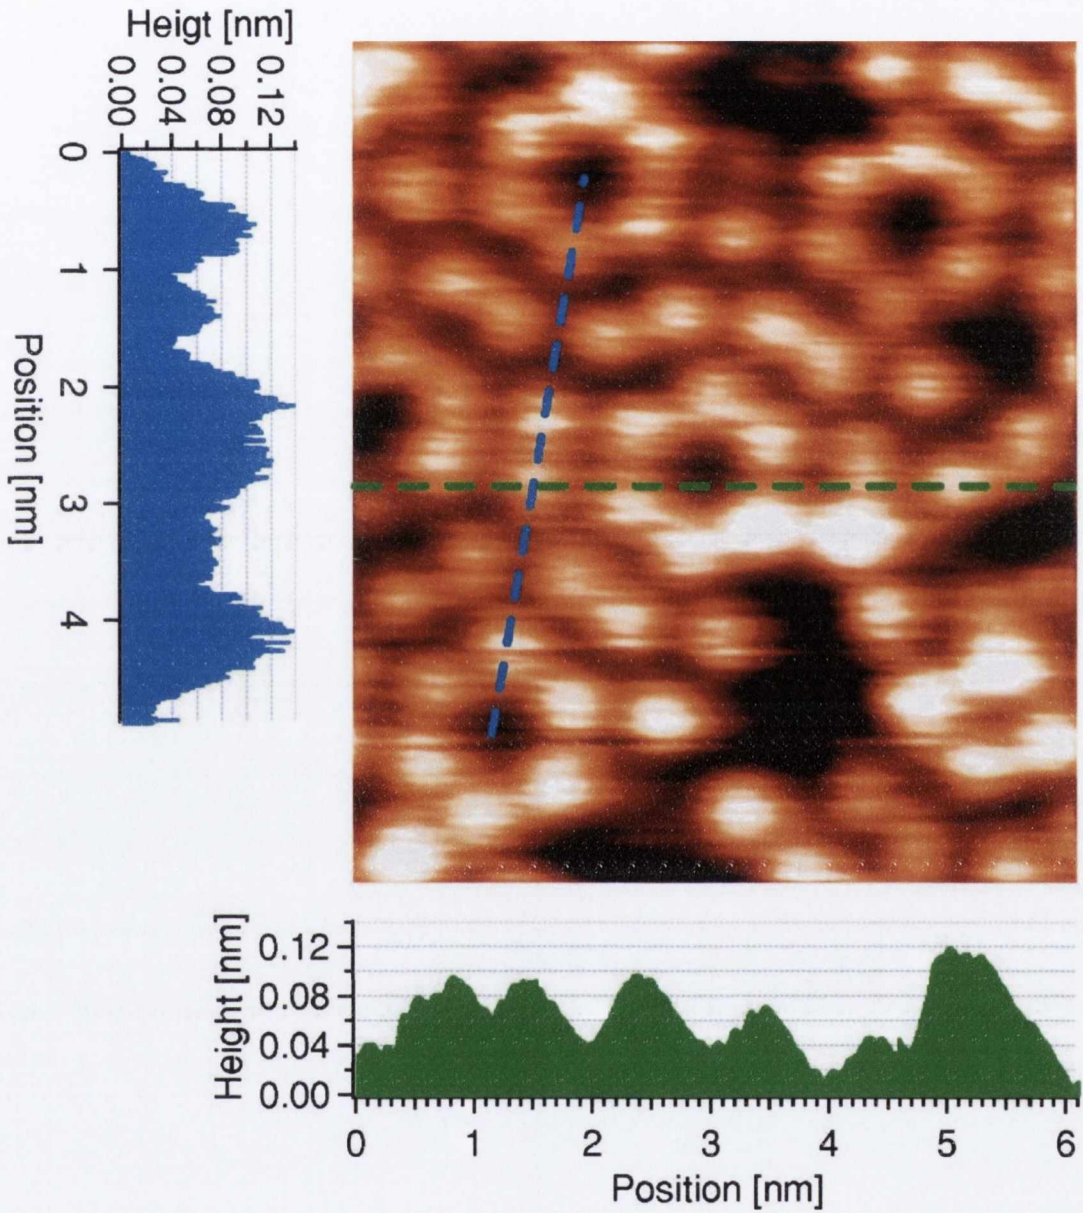 Heigt [nm]
0.00 0.04 0.08 0.12
0
1
2
3
4
Position [nm]
Height [nm]
0.12
0.08
0.04
0.00
0 1 2 3 4 5 6
Position [nm]